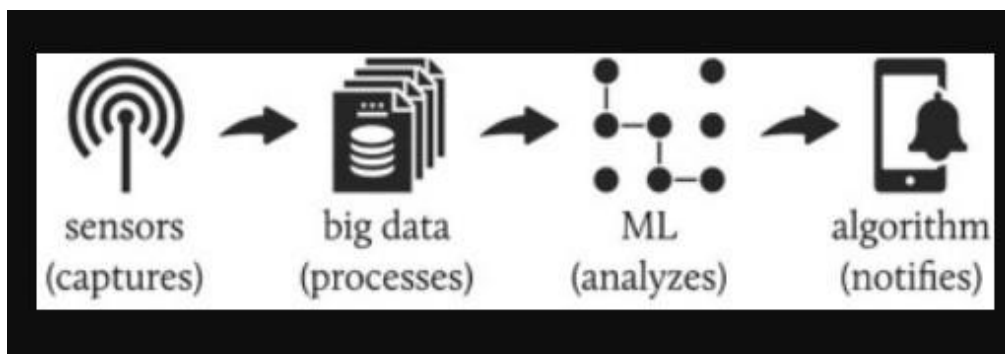 sensors
(captures)
big data
(processes)
ML
(analyzes)
algorithm
(notifies)